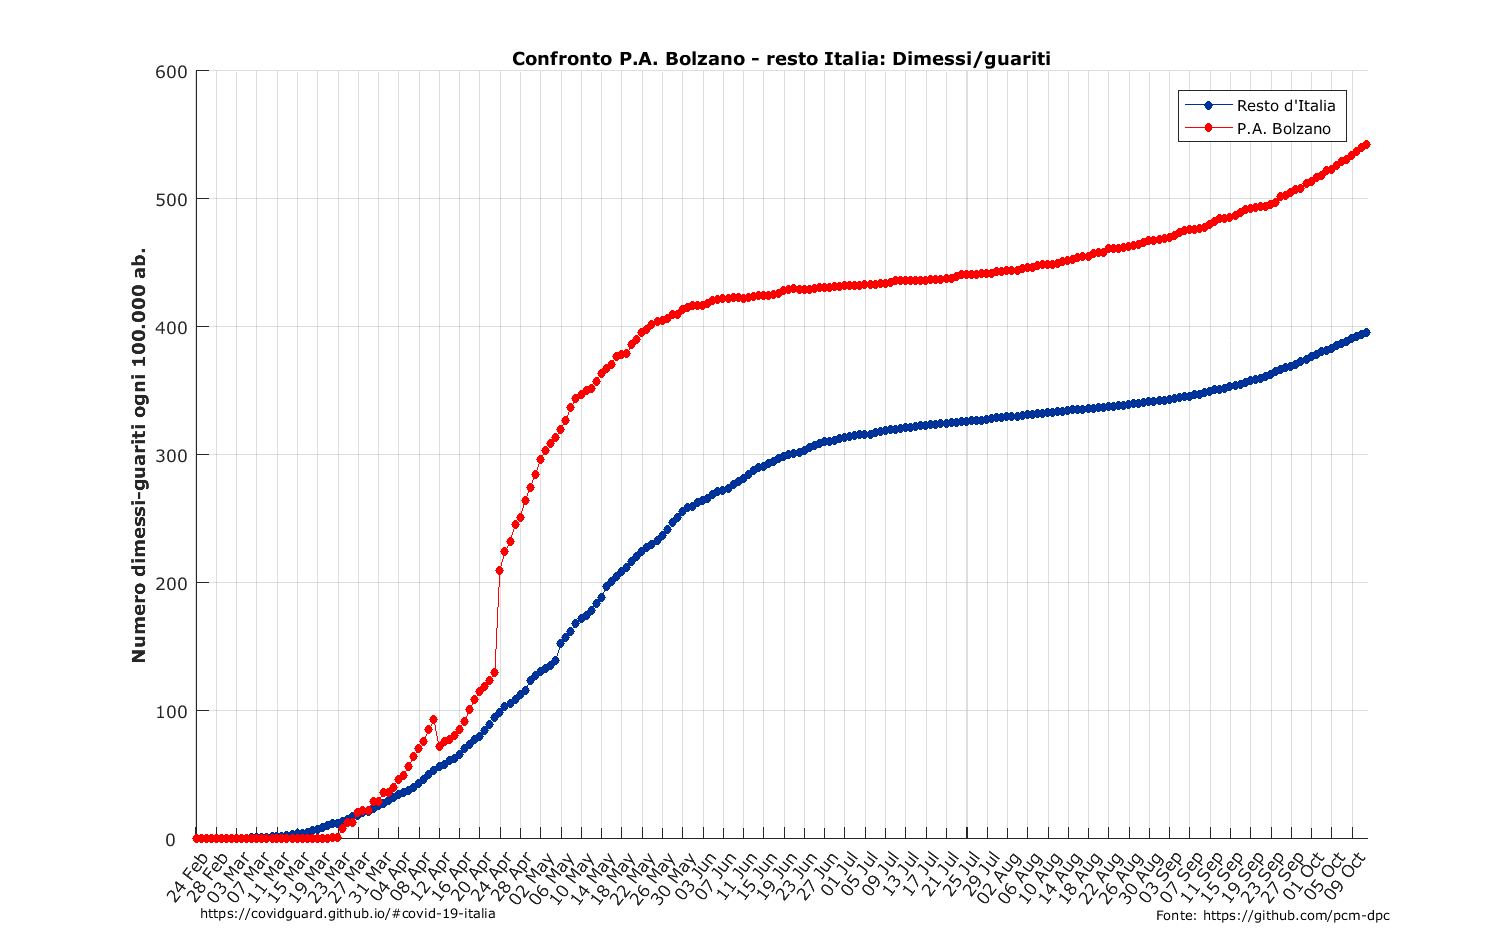 Confronto P.A. Bolzano - resto Italia: Dimessi/guariti
Numero dimessi-guariti ogni 100.000 ab.
600
500
400
300
200
100
0
Resto d'Italia
P.A. Bolzano
24 Feb
28 Feb
03 Mar
07 Mar
11 Mar
15 Mar
19 Mar
23 Mar
27 Mar
31 Mar
04 Apr
08 Apr
12 Apr
16 Apr
20 Apr
24 Apr
28 Apr
02 May
06 May
10 May
14 May
18 May
22 May
26 May
30 May
03 Jun
07 Jun
11 Jun
15 Jun
19 Jun
23 Jun
27 Jun
01 Jul
05 Jul
09 Jul
13 Jul
17 Jul
21 Jul
25 Jul
29 Jul
02 Aug
06 Aug
10 Aug
14 Aug
18 Aug
22 Aug
26 Aug
30 Aug
03 Sep
07 Sep
11 Sep
15 Sep
19 Sep
23 Sep
27 Sep
01 Oct
05 Oct
09 Oct
https://covidguard.github.io/#covid-19-italia
Fonte: https://github.com/pcm-dpc